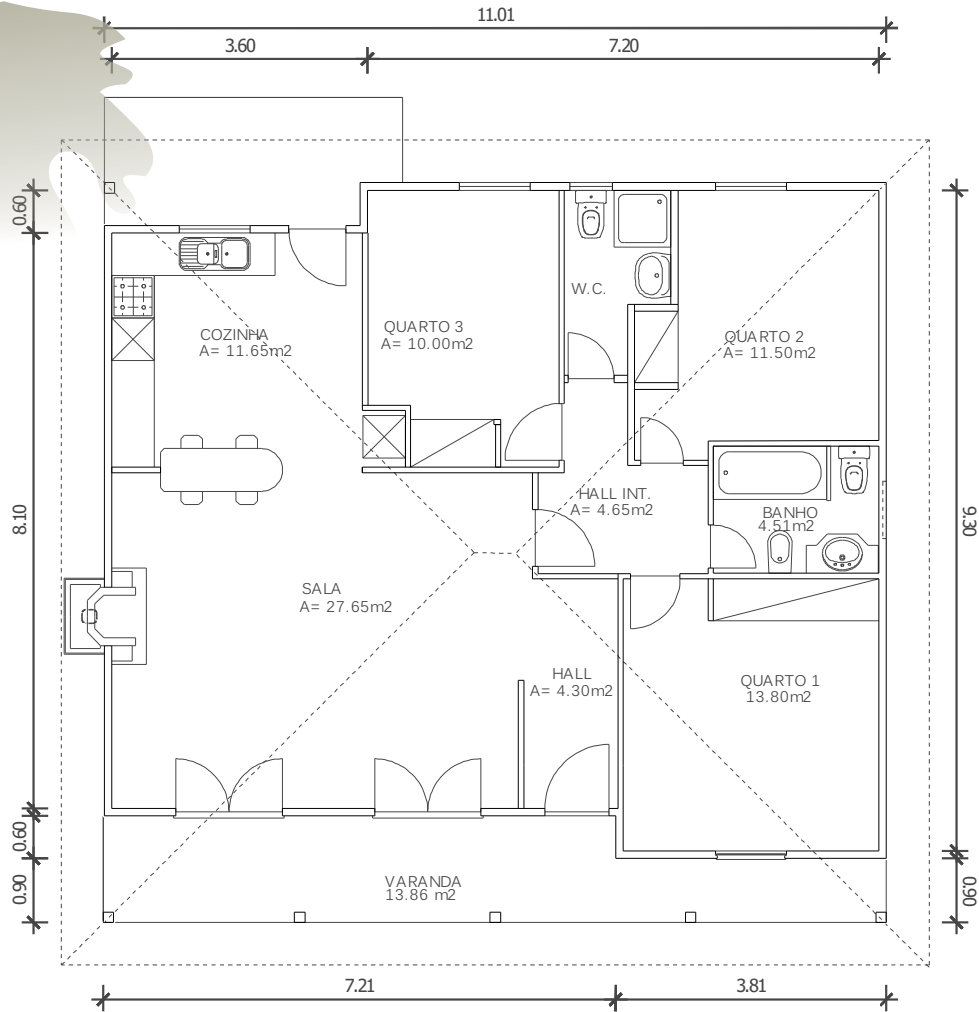 11.01
3.60
7.20
0.60
8.10
0.60
0.90
9.30
0.90
COZINHA
A= 11.65m2
QUARTO 3
A= 10.00m2
W.C.
QUARTO 2
A= 11.50m2
HALL INT.
A= 4.65m2
BANHO
4.51m2
SALA
A= 27.65m2
HALL
A= 4.30m2
QUARTO 1
13.80m2
VARANDA
13.86 m2
7.21
3.81